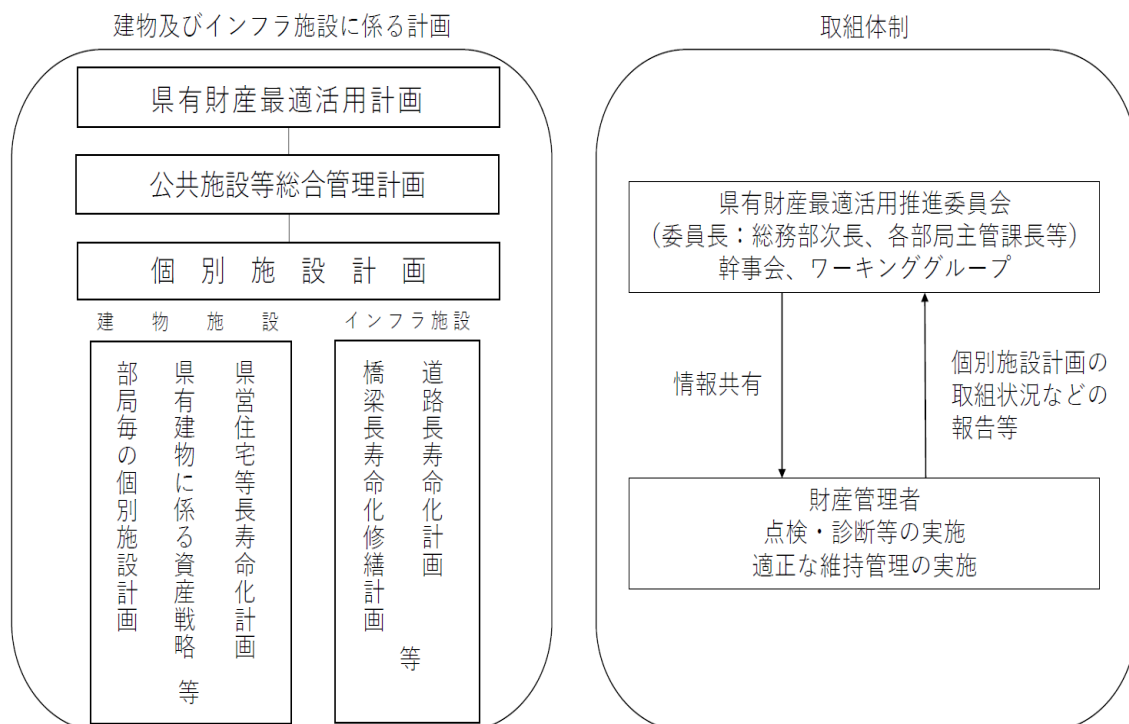 建物及びインフラ施設に係る計画
県有財産最適活用計画
公共施設等総合管理計画
個別施設計画
建物施設
県営住宅等長寿命化計画
県有建物に係る資産戦略
部局毎の個別施設計画
等
インフラ施設
道路長寿命化計画
橋梁長寿命化修繕計画
等
取組体制
県有財産最適活用推進委員会
（委員長：総務部次長、各部局主管課長等）
幹事会、ワーキンググループ
情報共有
個別施設計画の
取組状況などの
報告等
財産管理者
点検・診断等の実施
適正な維持管理の実施